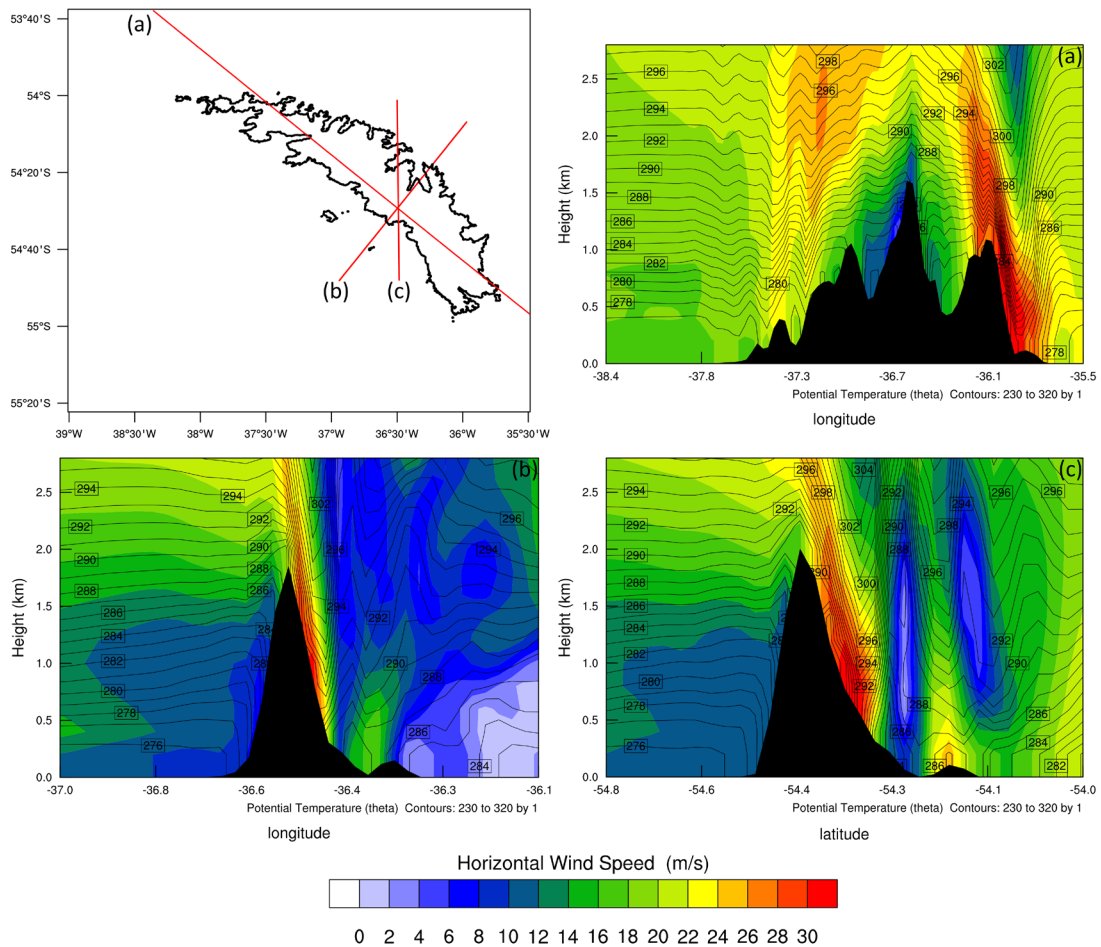 (a)
53°40'S
54°S
54°20'S
54°40'S
55°S
55°20'S
39°W 38°30'W 38°W 37°30'W 37°W 36°30'W 36°W 35°30'W
(b) (c)
(a)
Height (km)
2.5
2.0
1.5
1.0
0.5
0.0
296 298 296 302 296
294 292 294
292 290 300
290 288 298 290
288
286 286
284
282
280 280
278 278
-38.4 -37.8 -37.3 -36.7 -36.1 -35.5
Potential Temperature (theta) Contours: 230 to 320 by 1
longitude
(b)
Height (km)
2.5
2.0
1.5
1.0
0.5
0.0
294 294 302
292 292 296
290 290 294
288 288
286 286 294
284 292
282 290
280 288
278 286
276 284
-37.0 -36.8 -36.6 -36.4 -36.3 -36.1
Potential Temperature (theta) Contours: 230 to 320 by 1
longitude
(c)
Height (km)
2.5
2.0
1.5
1.0
0.5
0.0
296 304
294 298 292 294 296 296
292 292 302 290 298
290 290 288
288 300 296
286
284 296 292
294 290
280 292
278 288 286
276 284
286 282
-54.8 -54.6 -54.4 -54.3 -54.1 -54.0
Potential Temperature (theta) Contours: 230 to 320 by 1
latitude
Horizontal Wind Speed (m/s)
0 2 4 6 8 10 12 14 16 18 20 22 24 26 28 30